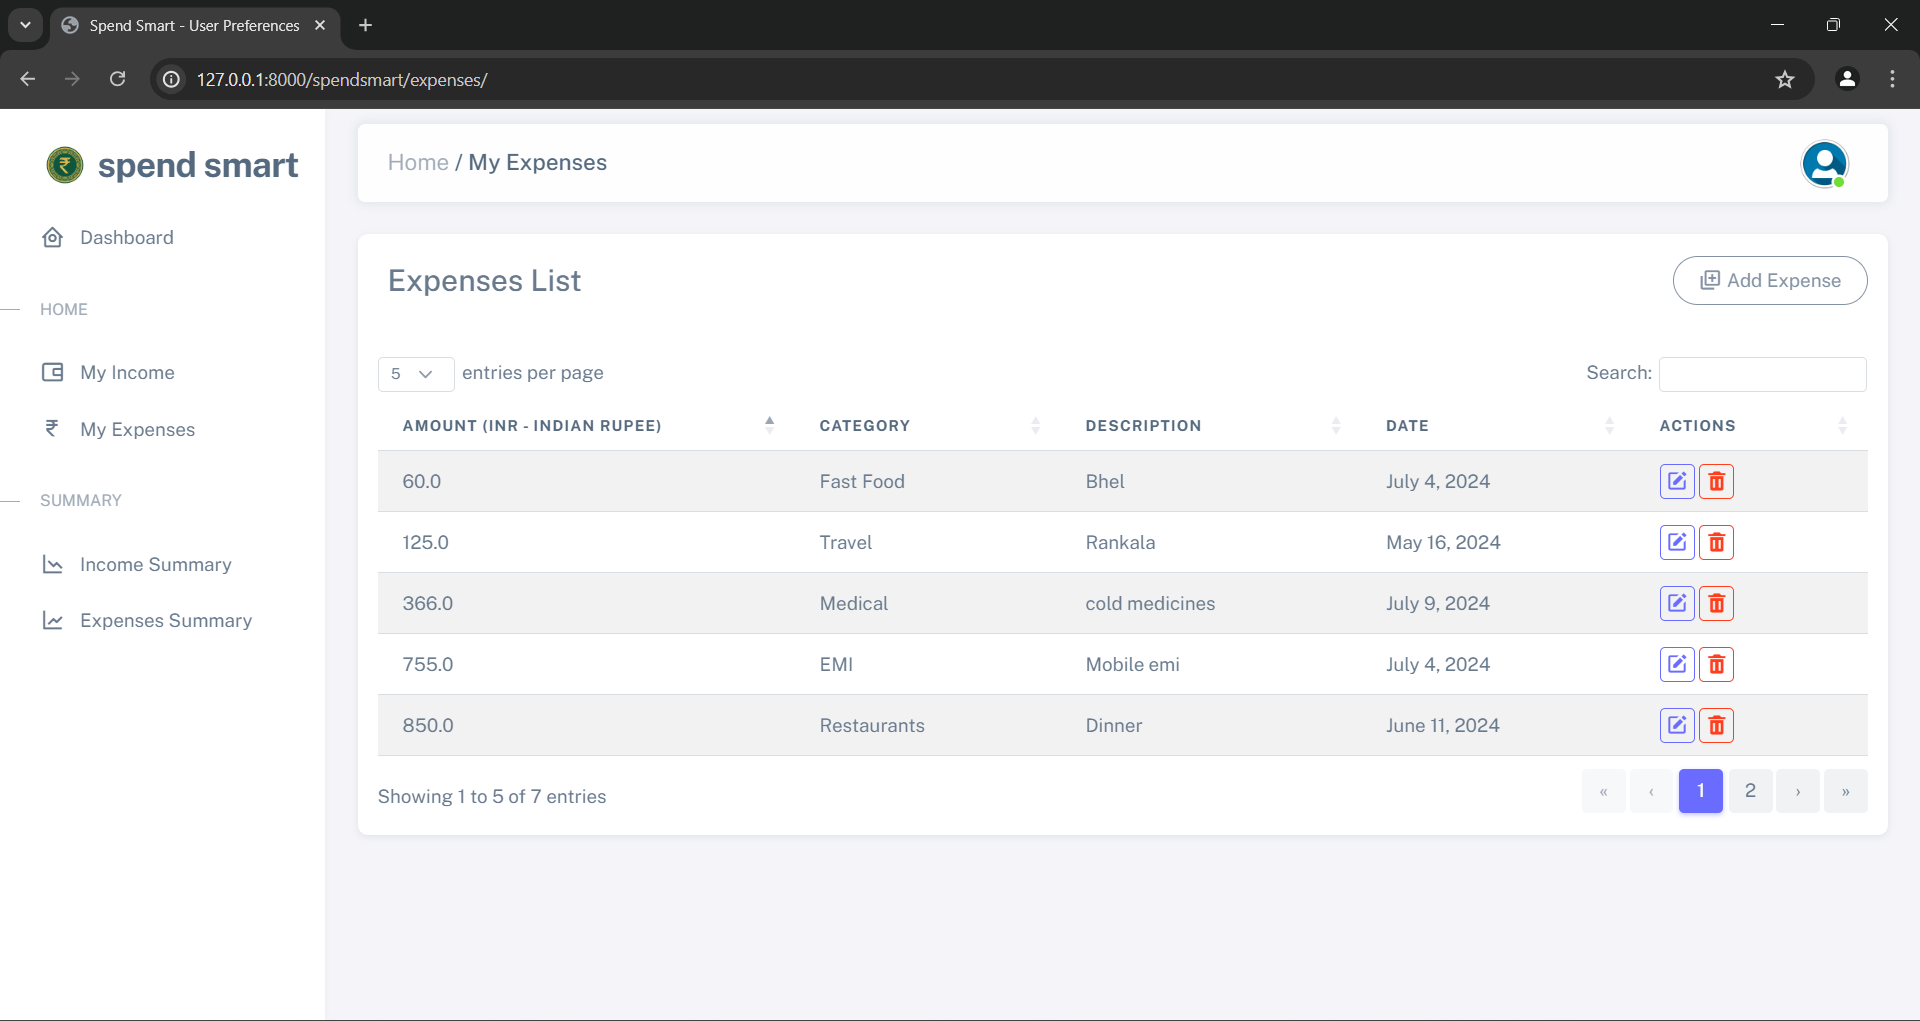 Spend Smart - User Preferences
127.0.0.1:8000/spendsmart/expenses/
spend smart
Home / My Expenses
Dashboard
HOME
My Income
My Expenses
SUMMARY
Income Summary
Expenses Summary
Expenses List
Add Expense
5 entries per page
Search:
AMOUNT (INR - INDIAN RUPEE) CATEGORY DESCRIPTION DATE ACTIONS
60.0 Fast Food Bhel July 4, 2024
125.0 Travel Rankala May 16, 2024
366.0 Medical cold medicines July 9, 2024
755.0 EMI Mobile emi July 4, 2024
850.0 Restaurants Dinner June 11, 2024
Showing 1 to 5 of 7 entries
« ‹ 1 2 › »